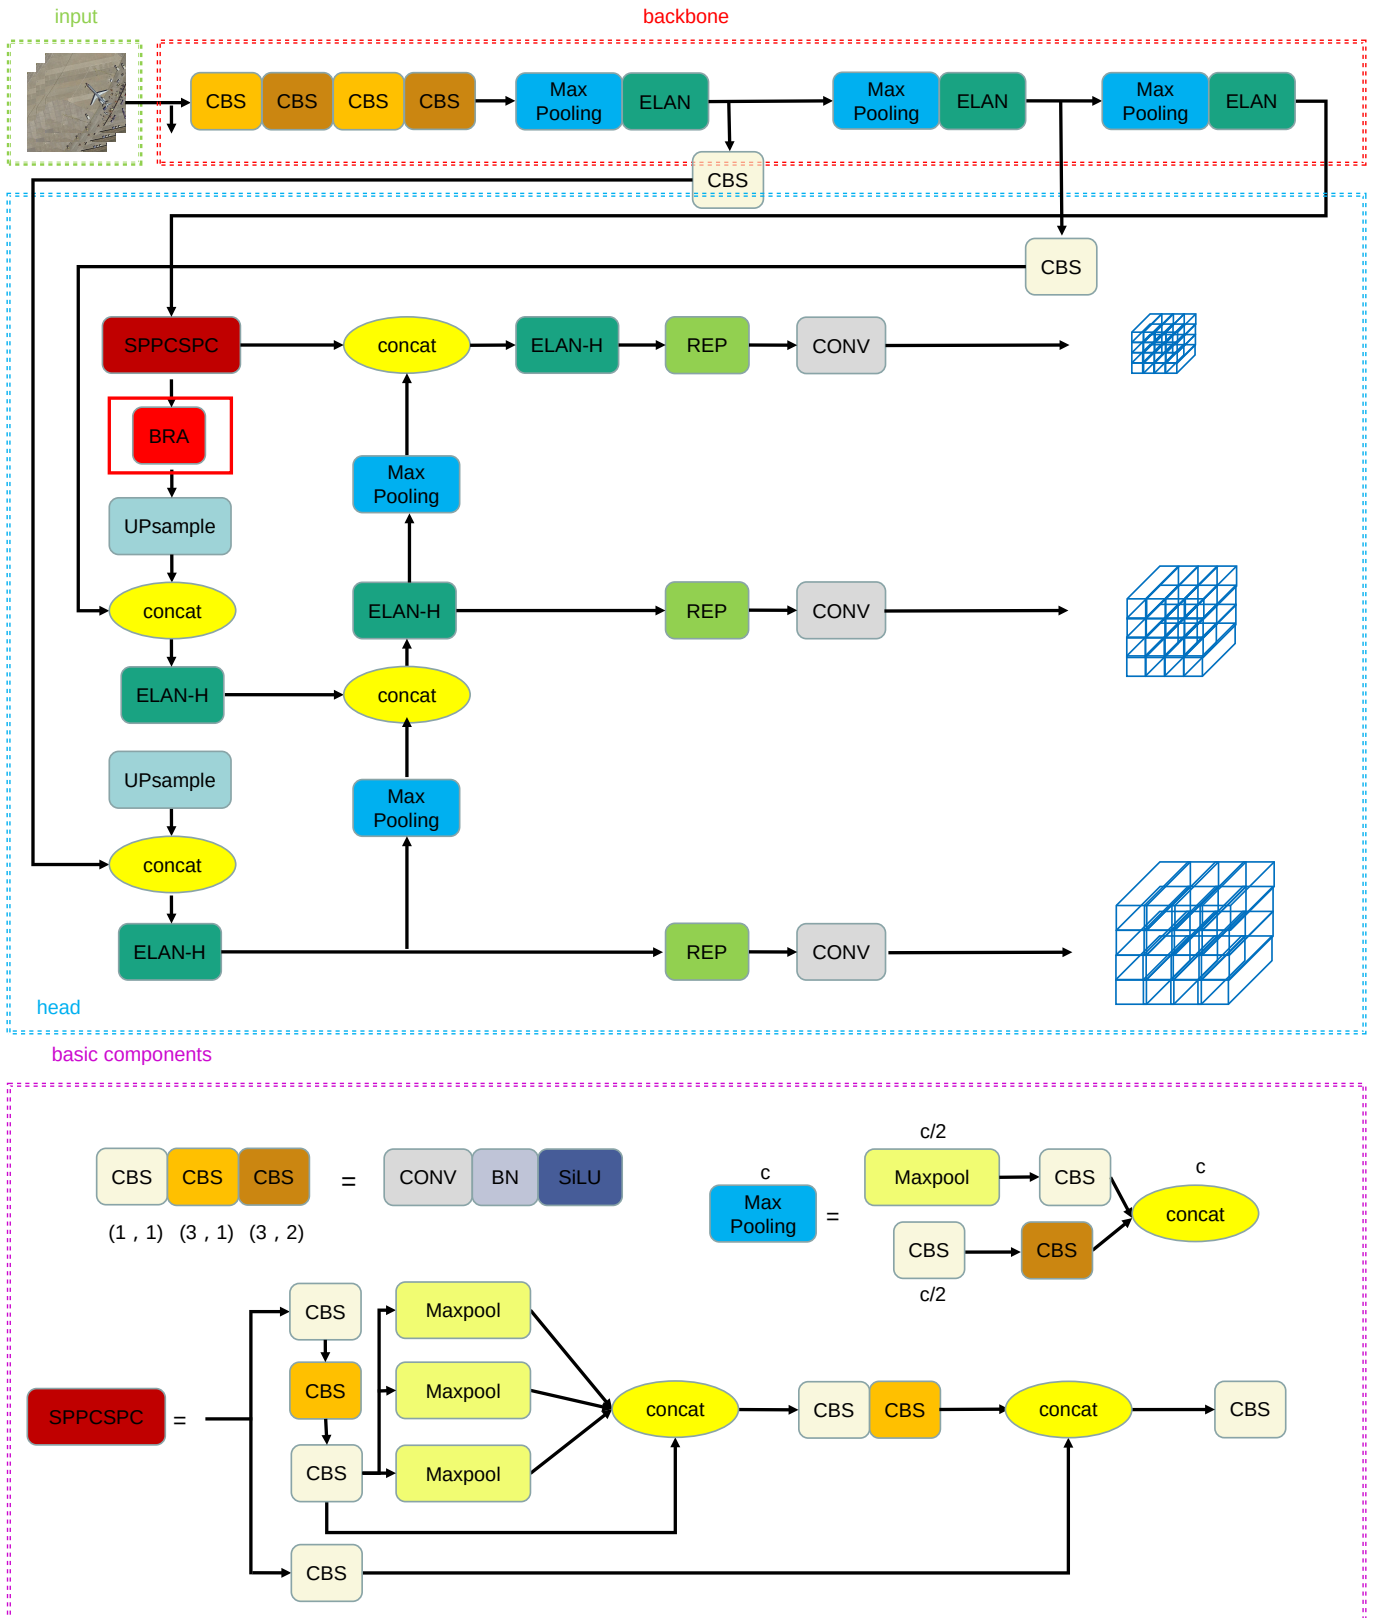 input
backbone
CBS CBS CBS CBS
Max
Pooling
ELAN
Max
Pooling
ELAN
Max
Pooling
ELAN
CBS
CBS
SPPCSPC
concat
ELAN-H
REP
CONV
BRA
Max
Pooling
UPsample
concat
ELAN-H
REP
CONV
ELAN-H
concat
UPsample
Max
Pooling
concat
ELAN-H
REP
CONV
head
basic components
CBS CBS CBS = CONV BN SiLU
(1 , 1) (3 , 1) (3 , 2)
c
Max
Pooling
=
c/2
Maxpool
CBS
c
concat
CBS
CBS
c/2
SPPCSPC =
CBS
Maxpool
CBS
Maxpool
CBS
Maxpool
concat
CBS CBS
concat
CBS
CBS